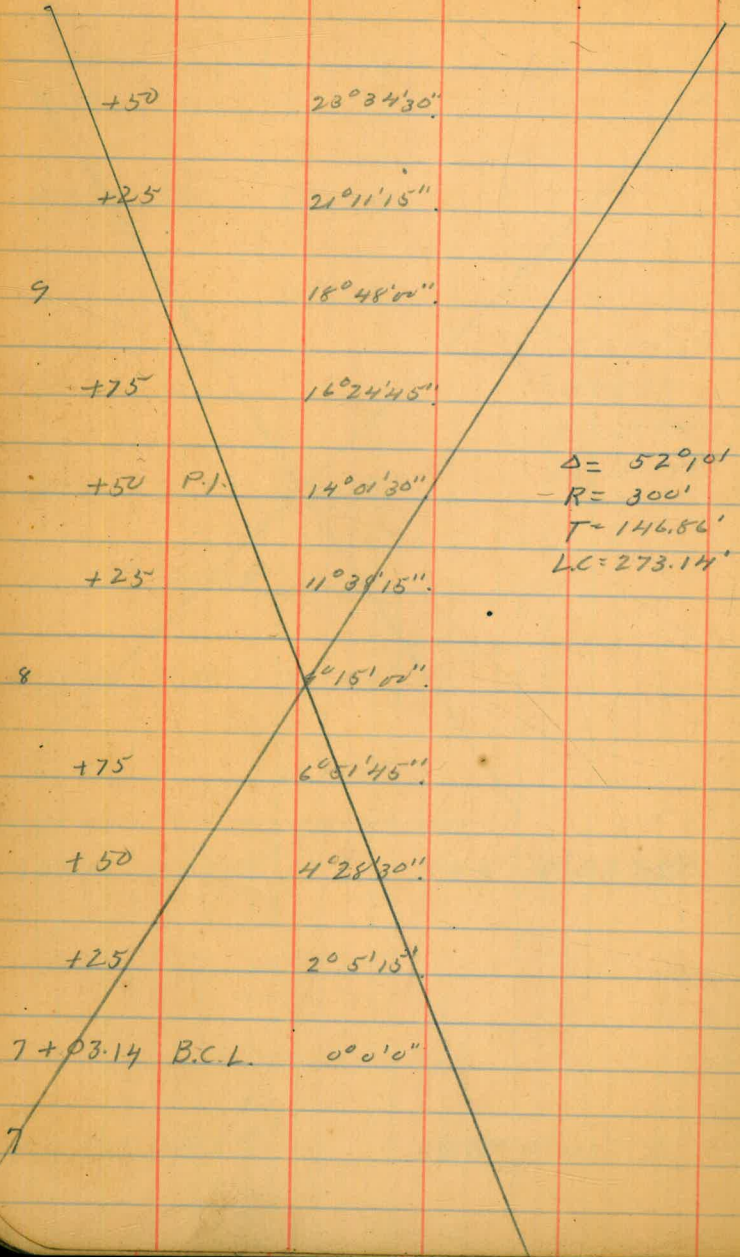 +50 23°34'30"
+25 21°11'15"
9 18°48'00"
+75 16°24'45"
+50 P.I. 14°01'30"
+25 11°38'15"
8 9°15'00"
+75 6°51'45"
+50 4°28'30"
+25 2°5'15"
7+03.14 B.C.L. 0°0'0"
7
Δ= 52°10'
R= 300'
T= 146.86'
L.C= 273.14'